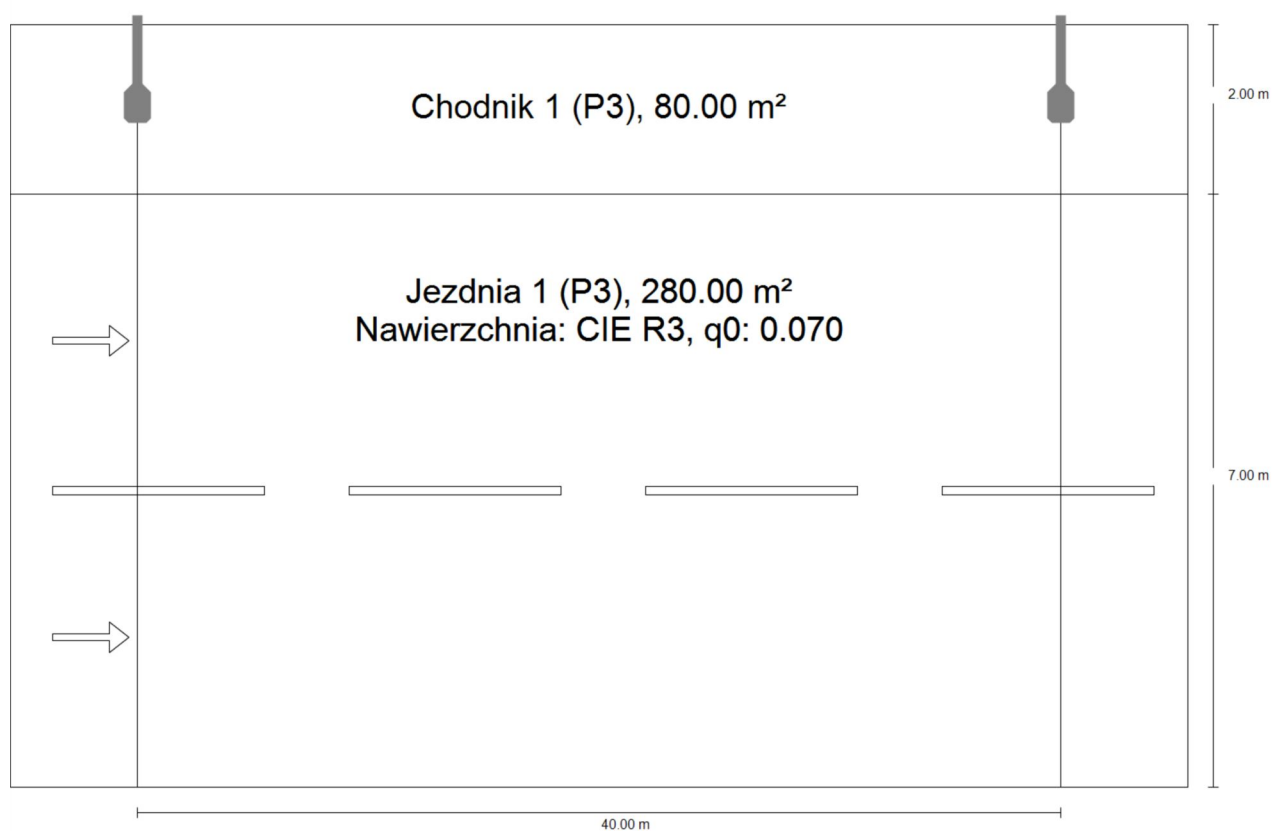 Chodnik 1 (P3), 80.00 m²
2.00 m
Jezdnia 1 (P3), 280.00 m²
Nawierzchnia: CIE R3, q0: 0.070
7.00 m
40.00 m